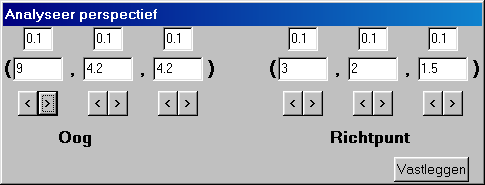 Analyseer perspectief
0.1 0.1 0.1 0.1 0.1 0.1
( 9 , 4.2 , 4.2 ) ( 3 , 2 , 1.5 )
< > < > < > < > < > < >
Oog Richtpunt
Vastleggen